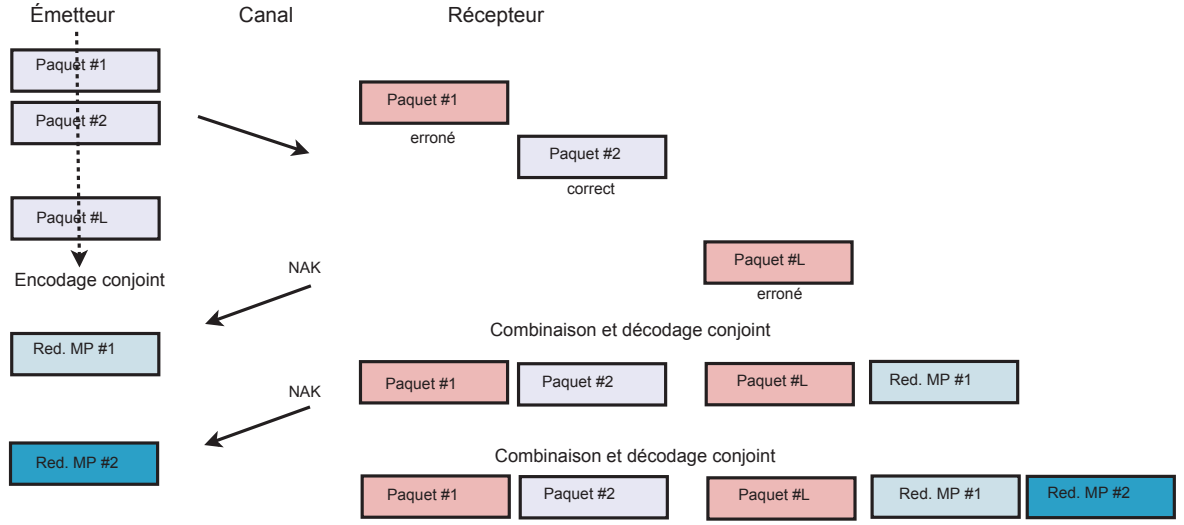 Émetteur Canal Récepteur
Paquet #1
Paquet #2
Paquet #L
Encodage conjoint
Paquet #1
erroné
Paquet #2
correct
Paquet #L
erroné
NAK
Red. MP #1
Combinaison et décodage conjoint
Paquet #1 Paquet #2 Paquet #L Red. MP #1
NAK
Red. MP #2
Combinaison et décodage conjoint
Paquet #1 Paquet #2 Paquet #L Red. MP #1 Red. MP #2